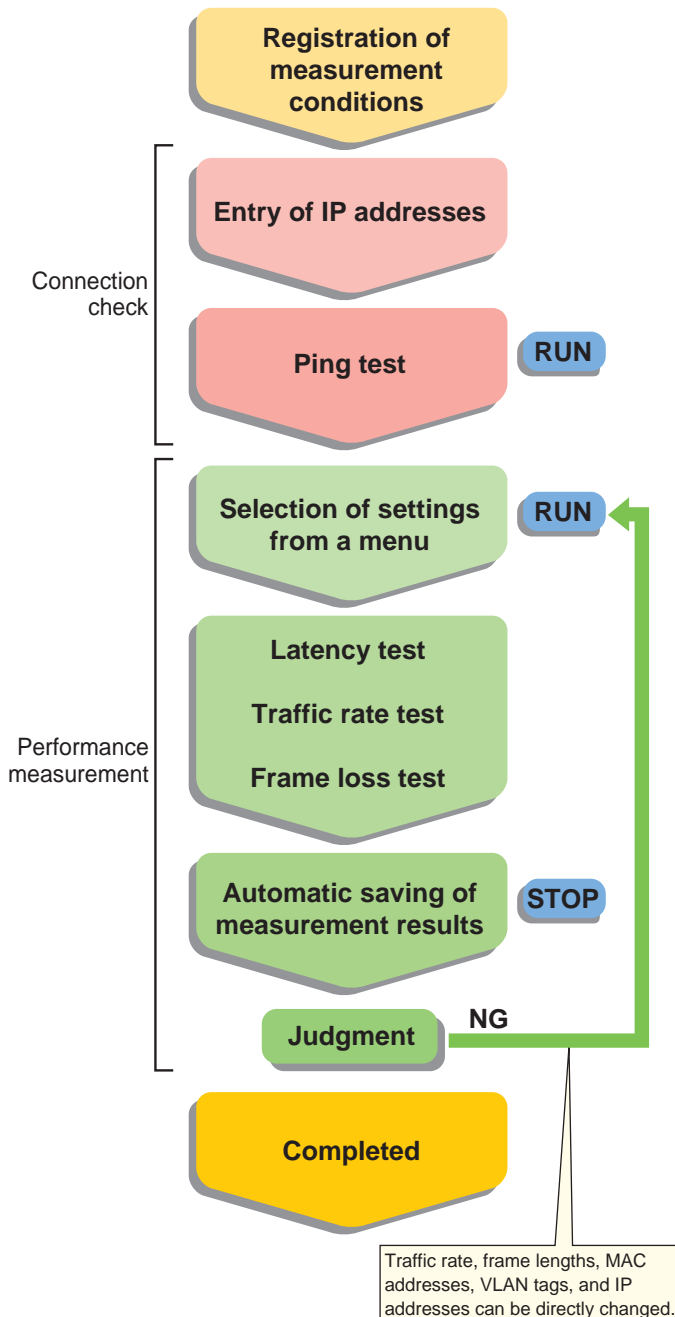 Registration of
measurement
conditions
Entry of IP addresses
Connection
check
Ping test
RUN
Selection of settings
from a menu
RUN
Latency test
Traffic rate test
Frame loss test
Performance
measurement
Automatic saving of
measurement results
STOP
Judgment
NG
Completed
Traffic rate, frame lengths, MAC
addresses, VLAN tags, and IP
addresses can be directly changed.